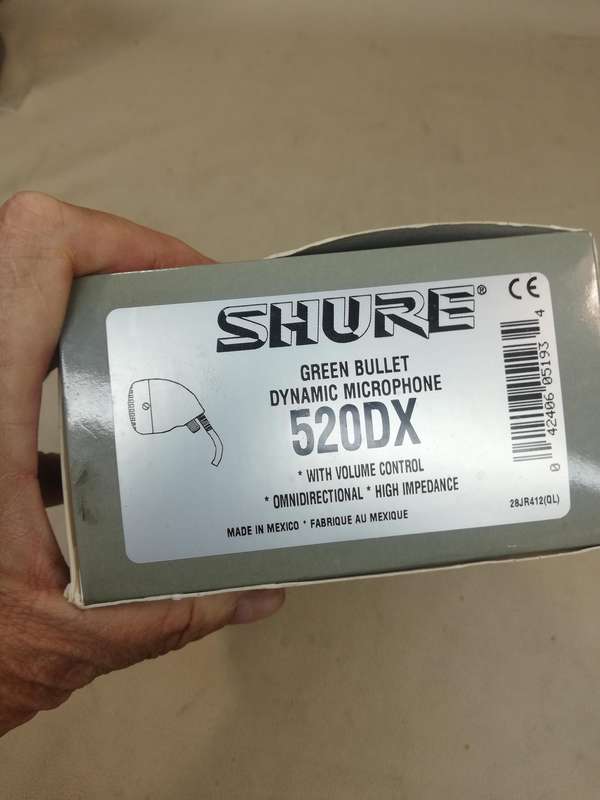 SHURE®
CE
GREEN BULLET
DYNAMIC MICROPHONE
520DX
* WITH VOLUME CONTROL
* OMNIDIRECTIONAL * HIGH IMPEDANCE
MADE IN MEXICO * FABRIQUE AU MEXIQUE
0 42406 05193 4
28JR412(QL)